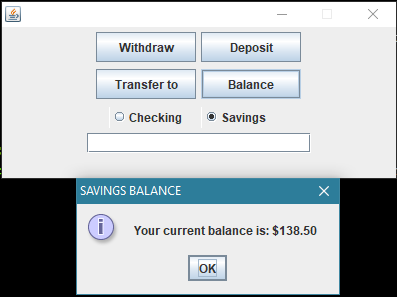 Withdraw Deposit
Transfer to Balance
Checking Savings
SAVINGS BALANCE
Your current balance is: $138.50
OK